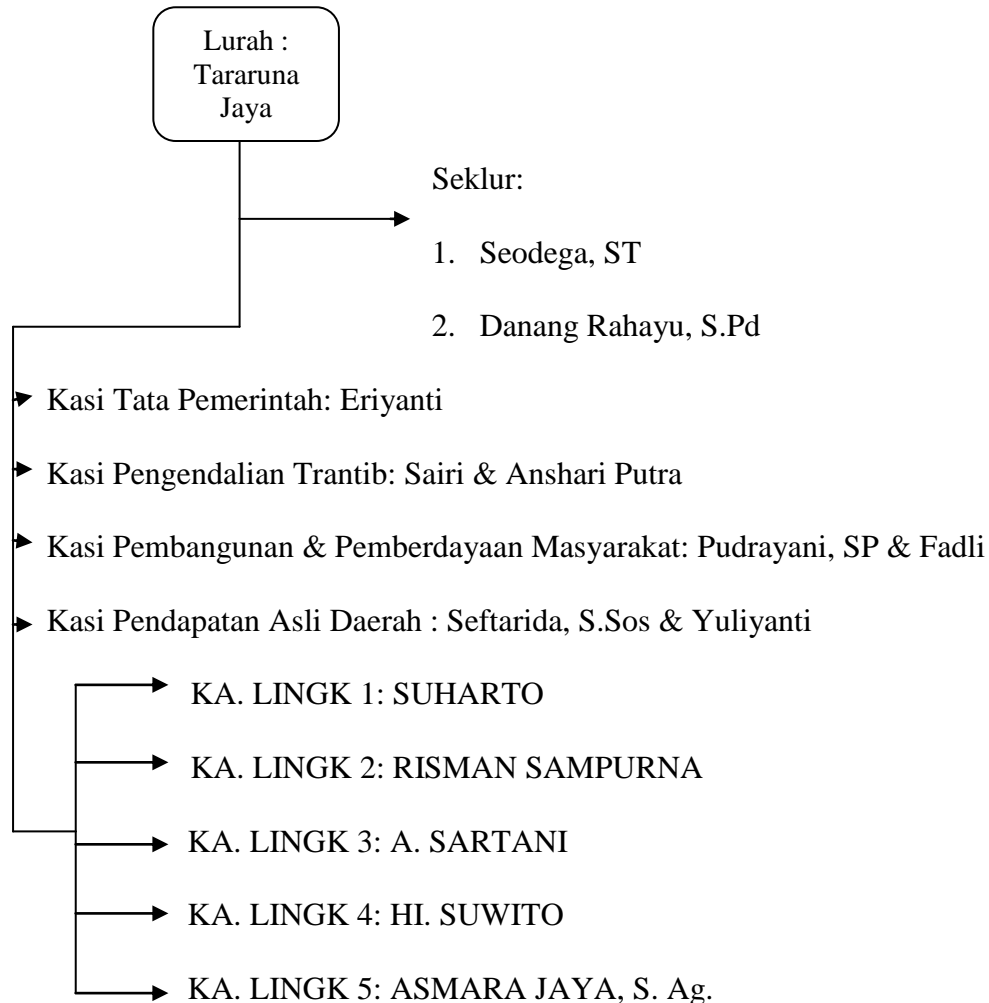 Lurah :
Tararuna
Jaya
Seklur:
1. Seodega, ST
2. Danang Rahayu, S.Pd
Kasi Tata Pemerintah: Eriyanti
Kasi Pengendalian Trantib: Sairi & Anshari Putra
Kasi Pembangunan & Pemberdayaan Masyarakat: Pudrayani, SP & Fadli
Kasi Pendapatan Asli Daerah : Seftarida, S.Sos & Yuliyanti
KA. LINGK 1: SUHARTO
KA. LINGK 2: RISMAN SAMPURNA
KA. LINGK 3: A. SARTANI
KA. LINGK 4: HI. SUWITO
KA. LINGK 5: ASMARA JAYA, S. Ag.